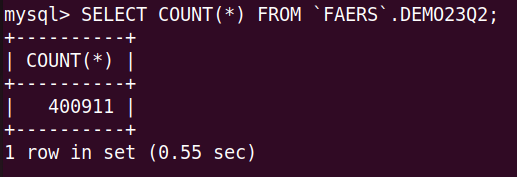 mysql> SELECT COUNT(*) FROM `FAERS`.DEMO23Q2;
+----------+
| COUNT(*) |
+----------+
|   400911 |
+----------+
1 row in set (0.55 sec)